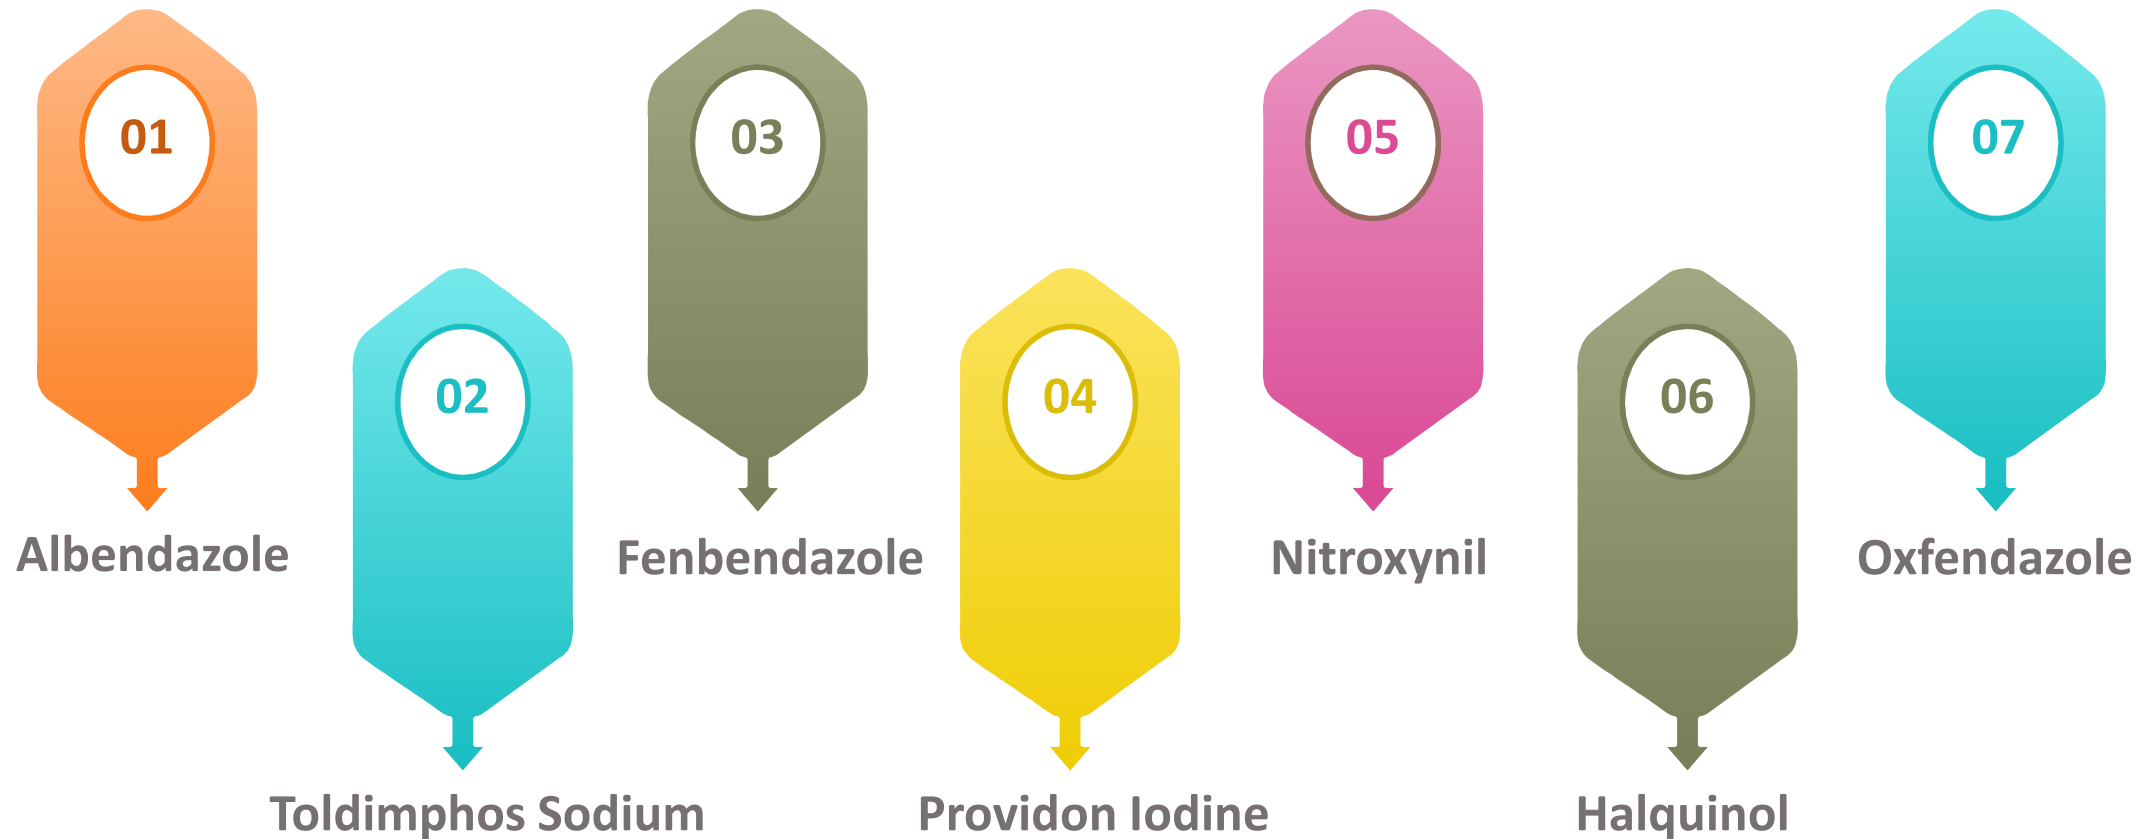 01
Albendazole
02
Toldimphos Sodium
03
Fenbendazole
04
Providon Iodine
05
Nitroxynil
06
Halquinol
07
Oxfendazole